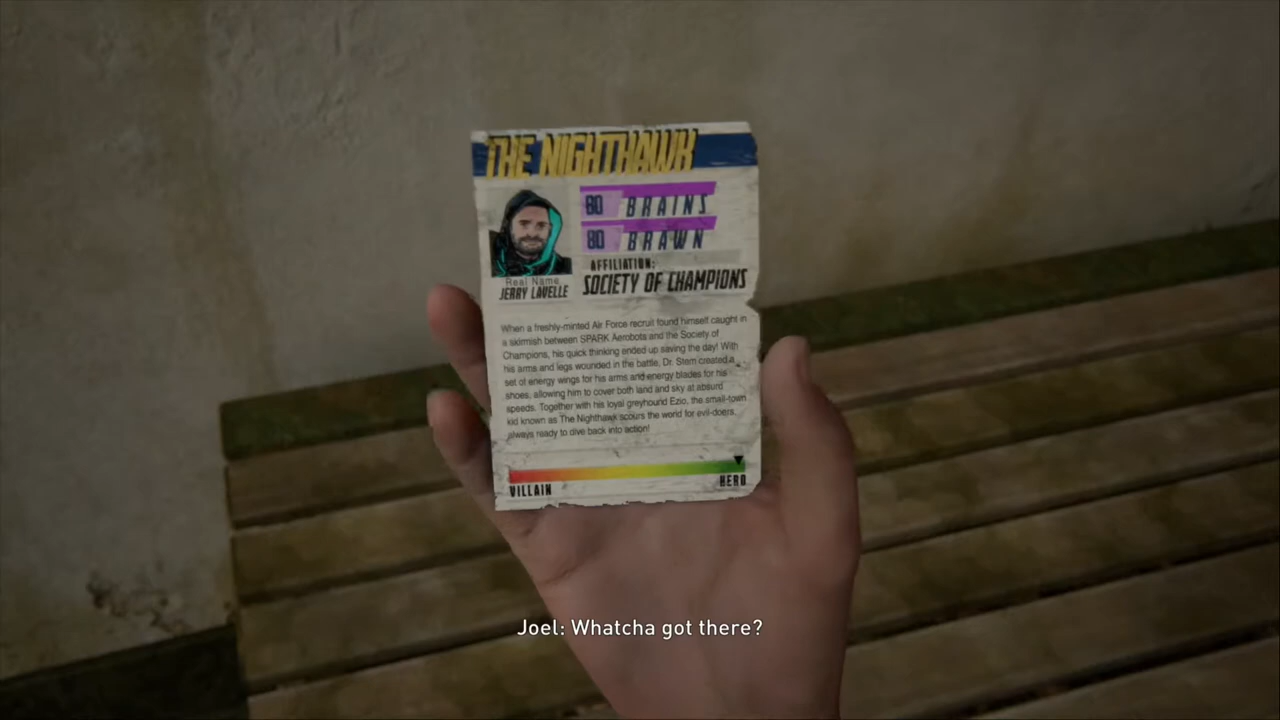 THE NIGHTHAWK
80 BRAINS
80 BRAWN
AFFILIATION:
SOCIETY OF CHAMPIONS
Real Name
JERRY LAVELLE
When a freshly-minted Air Force recruit found himself caught in
a skirmish between SPARK Aerobots and the Society of
Champions, his quick thinking ended up saving the day! With
his arms and legs wounded in the battle, Dr. Stem created a
set of energy wings for his arms and energy blades for his
shoes, allowing him to cover both land and sky at absurd
speeds. Together with his loyal greyhound Ezio, the small-town
kid known as The Nighthawk scours the world for evil-doers,
always ready to dive back into action!
VILLAIN HERO
Joel: Whatcha got there?